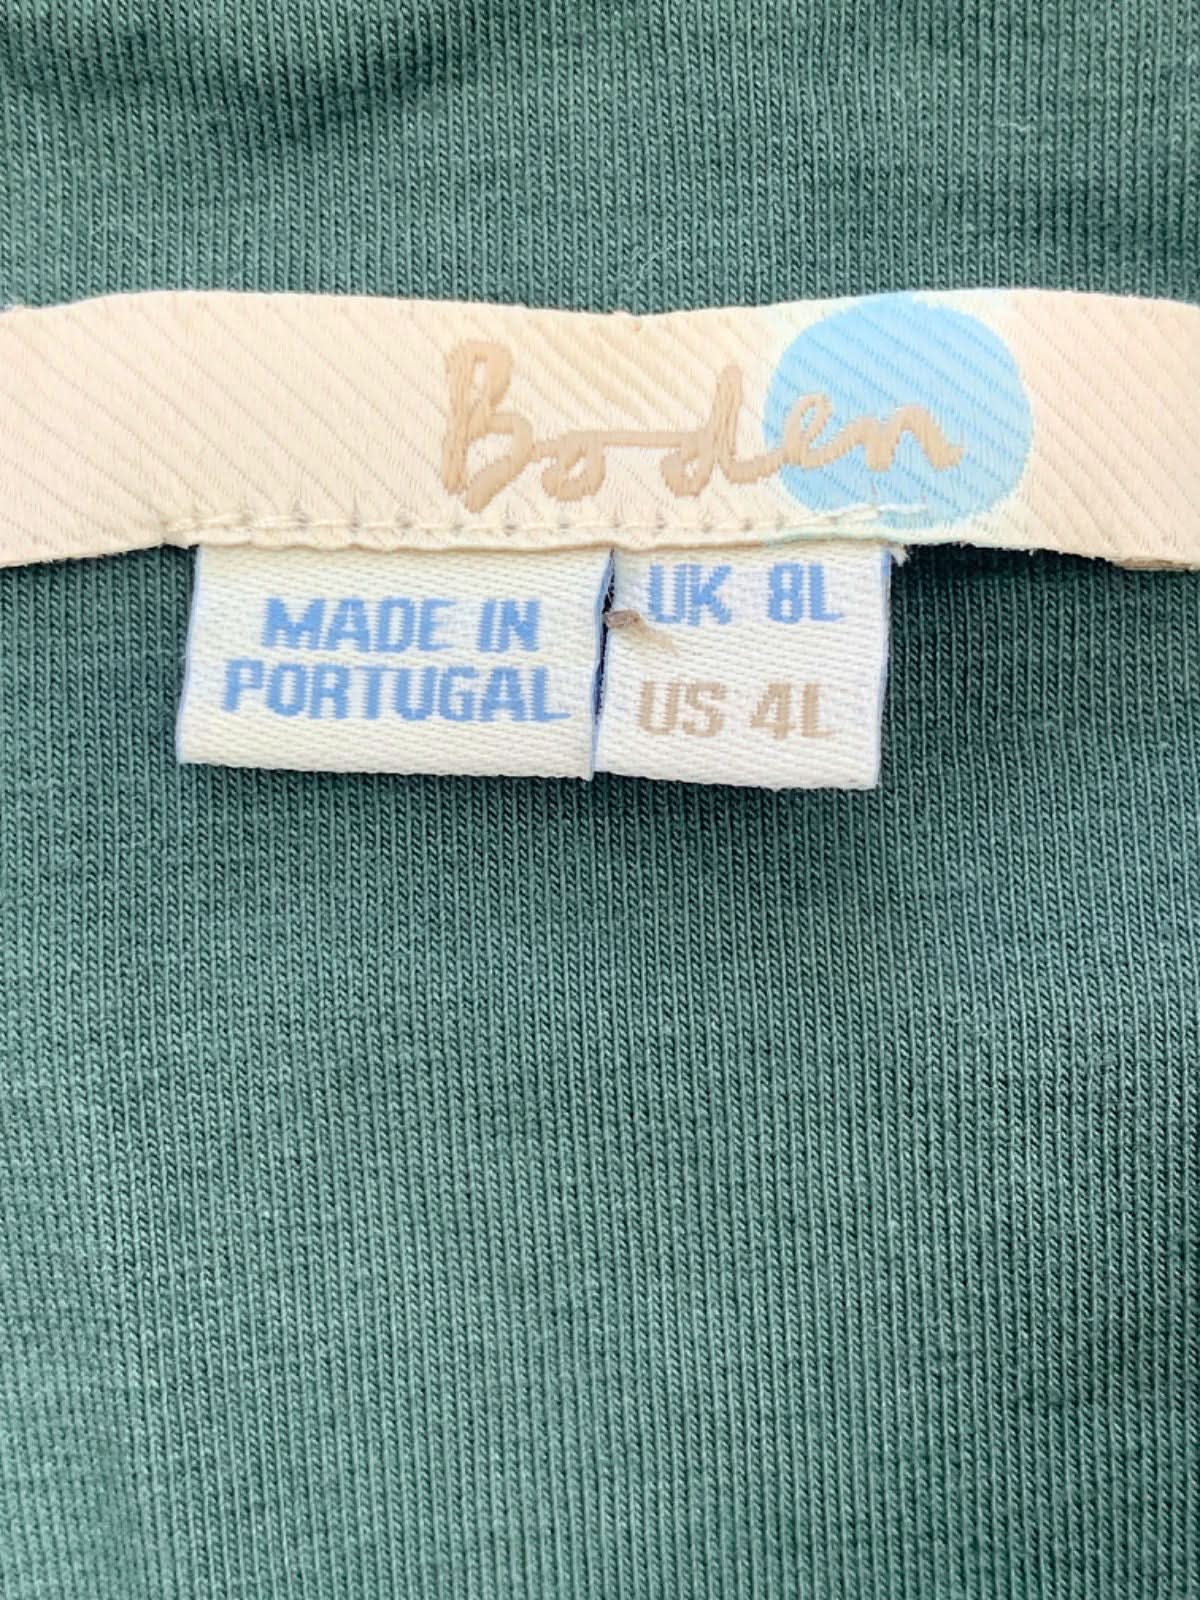 Boden
MADE IN
PORTUGAL
UK 8L
US 4L